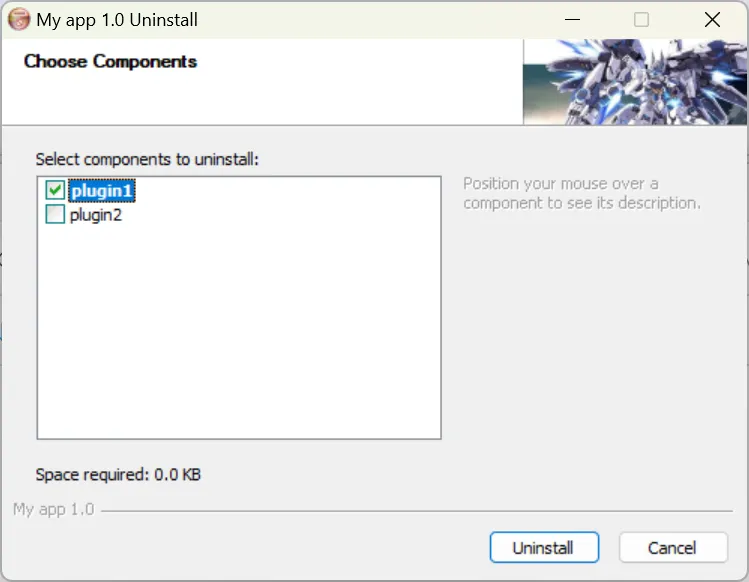 My app 1.0 Uninstall
Choose Components
Select components to uninstall:
plugin1
plugin2
Position your mouse over a
component to see its description.
Space required: 0.0 KB
My app 1.0
Uninstall
Cancel